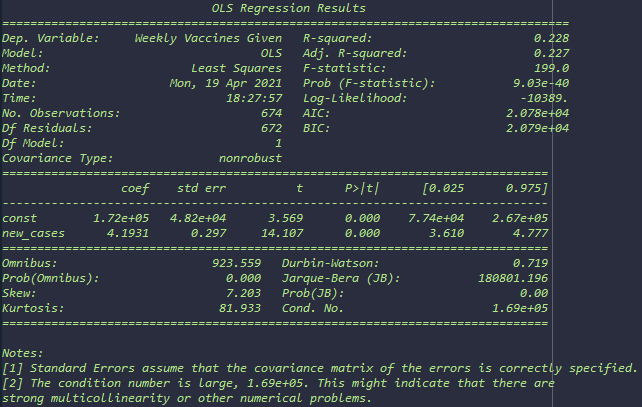 OLS Regression Results
==============================================================================
Dep. Variable: Weekly Vaccines Given R-squared: 0.228
Model: OLS Adj. R-squared: 0.227
Method: Least Squares F-statistic: 199.0
Date: Mon, 19 Apr 2021 Prob (F-statistic): 9.03e-40
Time: 18:27:57 Log-Likelihood: -10389.
No. Observations: 674 AIC: 2.078e+04
Df Residuals: 672 BIC: 2.079e+04
Df Model: 1
Covariance Type: nonrobust
==============================================================================
coef std err t P>|t| [0.025 0.975]
------------------------------------------------------------------------------
const 1.72e+05 4.82e+04 3.569 0.000 7.74e+04 2.67e+05
new_cases 4.1931 0.297 14.107 0.000 3.610 4.777
==============================================================================
Omnibus: 923.559 Durbin-Watson: 0.719
Prob(Omnibus): 0.000 Jarque-Bera (JB): 180801.196
Skew: 7.203 Prob(JB): 0.00
Kurtosis: 81.933 Cond. No. 1.69e+05
==============================================================================
Notes:
[1] Standard Errors assume that the covariance matrix of the errors is correctly specified.
[2] The condition number is large, 1.69e+05. This might indicate that there are
strong multicollinearity or other numerical problems.